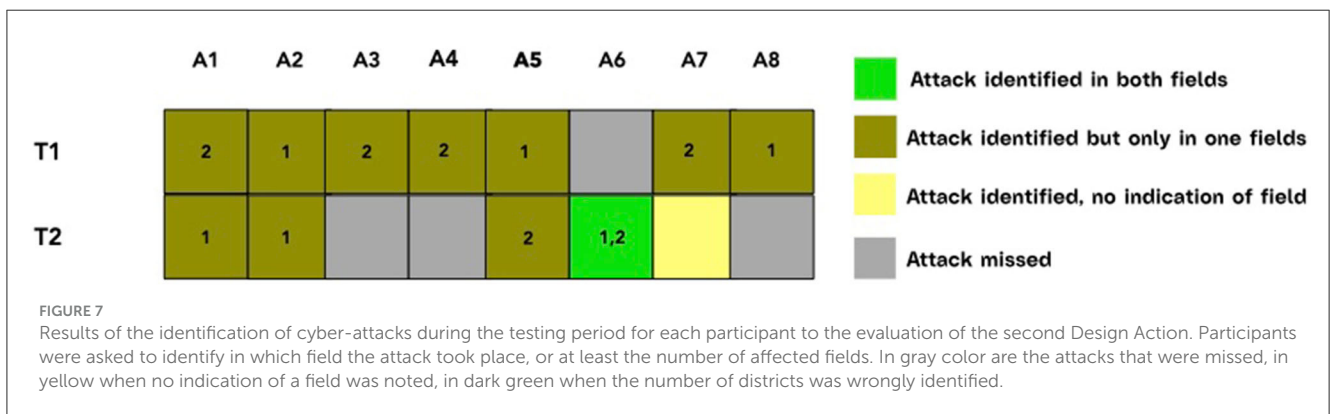 A1 A2 A3 A4 A5 A6 A7 A8
Attack identified in both fields
T1 2 1 2 2 1 2 1
Attack identified but only in one fields
Attack identified, no indication of field
T2 1 1 2 1,2
Attack missed
FIGURE 7
Results of the identification of cyber-attacks during the testing period for each participant to the evaluation of the second Design Action. Participants
were asked to identify in which field the attack took place, or at least the number of affected fields. In gray color are the attacks that were missed, in
yellow when no indication of a field was noted, in dark green when the number of districts was wrongly identified.